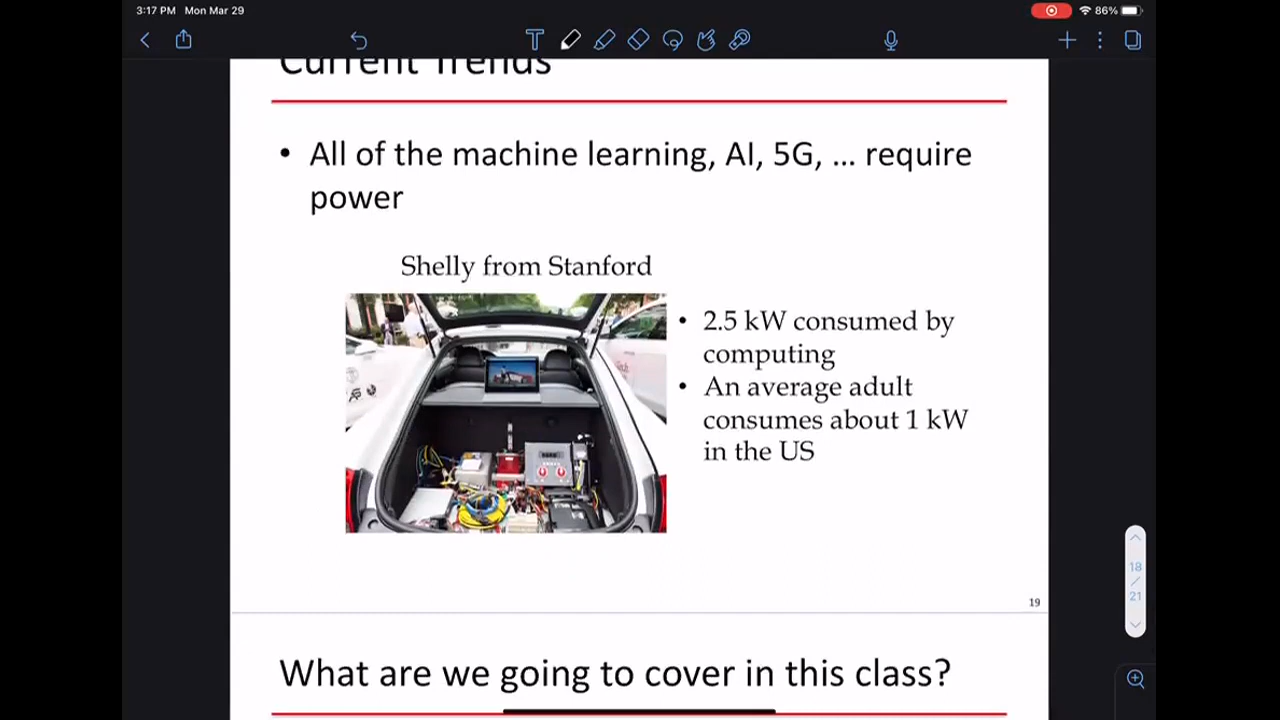 3:17 PM Mon Mar 29
86%
Current Trends
• All of the machine learning, AI, 5G, ... require
power
Shelly from Stanford
• 2.5 kW consumed by
computing
• An average adult
consumes about 1 kW
in the US
18
/
21
19
What are we going to cover in this class?